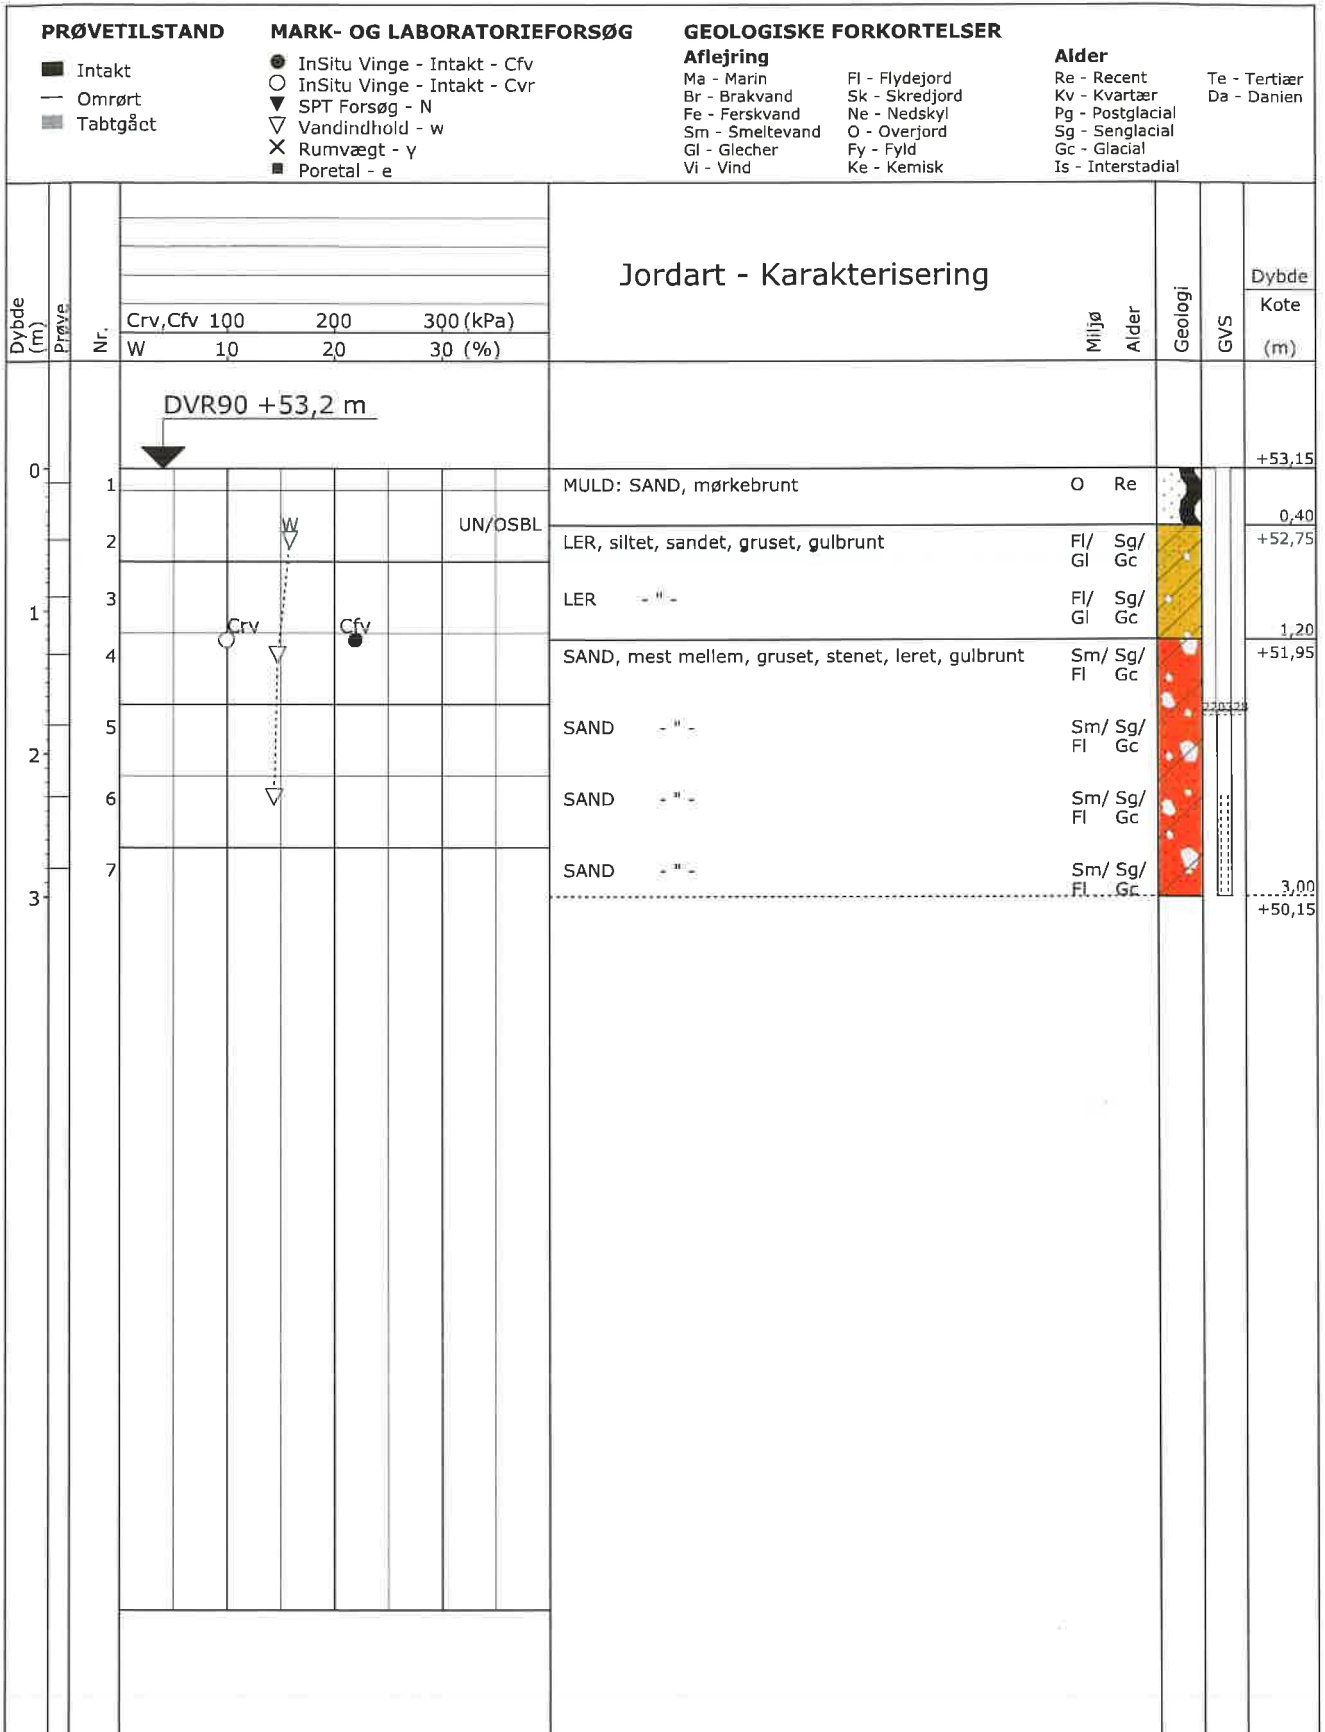 PRØVETILSTAND
Intakt
Omrørt
Tabtgået
MARK- OG LABORATORIEFORSØG
InSitu Vinge - Intakt - Cfv
InSitu Vinge - Intakt - Cvr
SPT Forsøg - N
Vandindhold - w
Rumvægt - γ
Poretal - e
GEOLOGISKE FORKORTELSER
Aflejring
Ma - Marin
Br - Brakvand
Fe - Ferskvand
Sm - Smeltevand
Gl - Glecher
Vi - Vind
Fl - Flydejord
Sk - Skredjord
Ne - Nedskyl
O - Overjord
Fy - Fyld
Ke - Kemisk
Alder
Re - Recent
Kv - Kvartær
Pg - Postglacial
Sg - Senglacial
Gc - Glacial
Is - Interstadial
Te - Tertiær
Da - Danien
Dybde (m)
Prøve
Nr.
Crv,Cfv 100 200 300 (kPa)
W 10 20 30 (%)
Jordart - Karakterisering
Miljø
Alder
Geologi
GVS
Dybde
Kote
(m)
DVR90 +53,2 m
+53,15
0
1 MULD: SAND, mørkebrunt O Re
0,40
W UN/OSBL
2 LER, siltet, sandet, gruset, gulbrunt Fl/ Sg/ +52,75
Gl Gc
3 LER - " - Fl/ Sg/
1 Gl Gc
Crv Cfv 1,20
4 SAND, mest mellem, gruset, stenet, leret, gulbrunt Sm/ Sg/ +51,95
Fl Gc
5 SAND - " - Sm/ Sg/
2 Fl Gc
6 SAND - " - Sm/ Sg/
Fl Gc
7 SAND - " - Sm/ Sg/
3 Fl Gc 3,00
+50,15